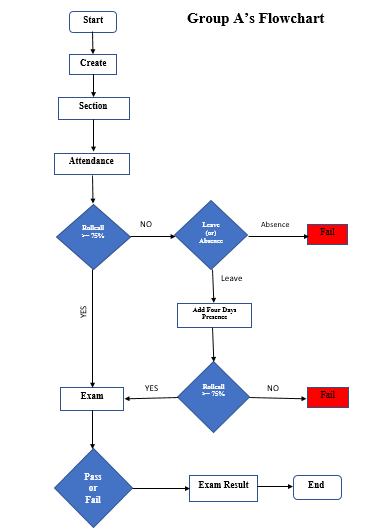 Start
Group A's Flowchart
Create
Section
Attendance
Rollcall
>= 75%
NO
Leave
(or)
Absence
Absence
Fail
Leave
YES
Add Four Days
Presence
Exam
YES
Rollcall
>= 75%
NO
Fail
Pass
or
Fail
Exam Result
End